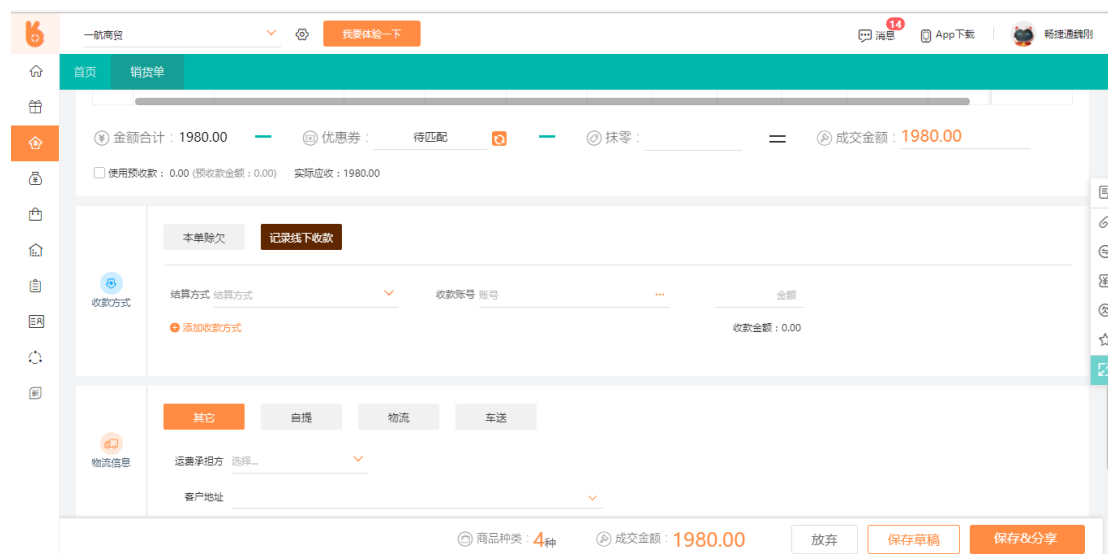 一航商贸 我要体验一下 14 消息 App下载 畅捷通魏刚
首页 销货单
金额合计：1980.00 优惠券： 待匹配 抹零： 成交金额：1980.00
使用预收款：0.00 (预收款金额：0.00) 实际应收：1980.00
本单赊欠 记录线下收款
收款方式
结算方式 结算方式 收款账号 账号 金额
添加收款方式 收款金额：0.00
其它 自提 物流 车送
物流信息
运费承担方 选择...
客户地址
商品种类：4种 成交金额：1980.00 放弃 保存草稿 保存&分享